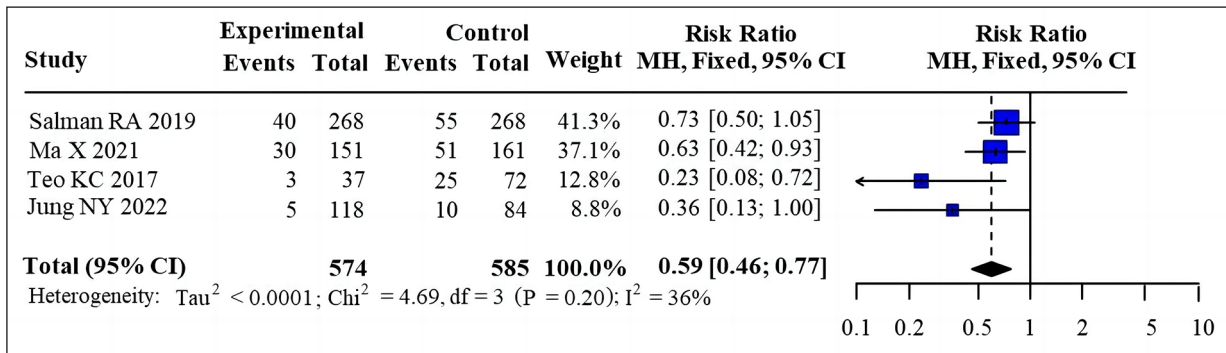 Experimental Control Risk Ratio Risk Ratio
Study Events Total Events Total Weight MH, Fixed, 95% CI MH, Fixed, 95% CI
Salman RA 2019 40 268 55 268 41.3% 0.73 [0.50; 1.05]
Ma X 2021 30 151 51 161 37.1% 0.63 [0.42; 0.93]
Teo KC 2017 3 37 25 72 12.8% 0.23 [0.08; 0.72]
Jung NY 2022 5 118 10 84 8.8% 0.36 [0.13; 1.00]
Total (95% CI) 574 585 100.0% 0.59 [0.46; 0.77]
Heterogeneity: Tau² < 0.0001; Chi² = 4.69, df = 3 (P = 0.20); I² = 36%
0.1 0.2 0.5 1 2 5 10